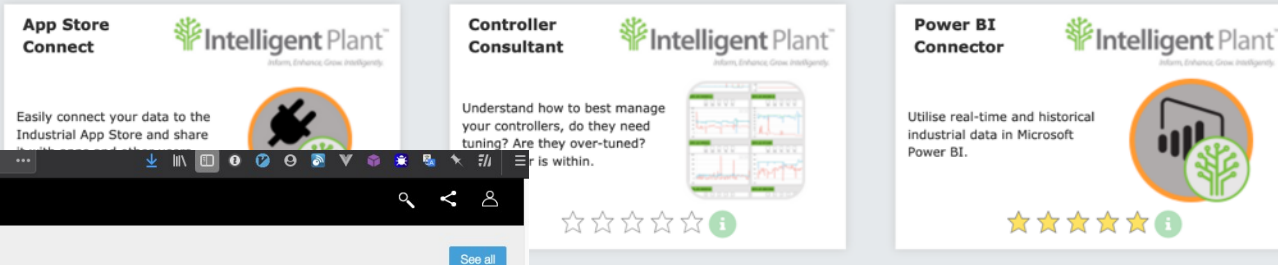 App Store
Connect
Intelligent Plant™
Inform, Enhance, Grow. Intelligently.
Easily connect your data to the
Industrial App Store and share
Controller
Consultant
Intelligent Plant™
Inform, Enhance, Grow. Intelligently.
Understand how to best manage
your controllers, do they need
tuning? Are they over-tuned?
r is within.
Power BI
Connector
Intelligent Plant™
Inform, Enhance, Grow. Intelligently.
Utilise real-time and historical
industrial data in Microsoft
Power BI.
See all